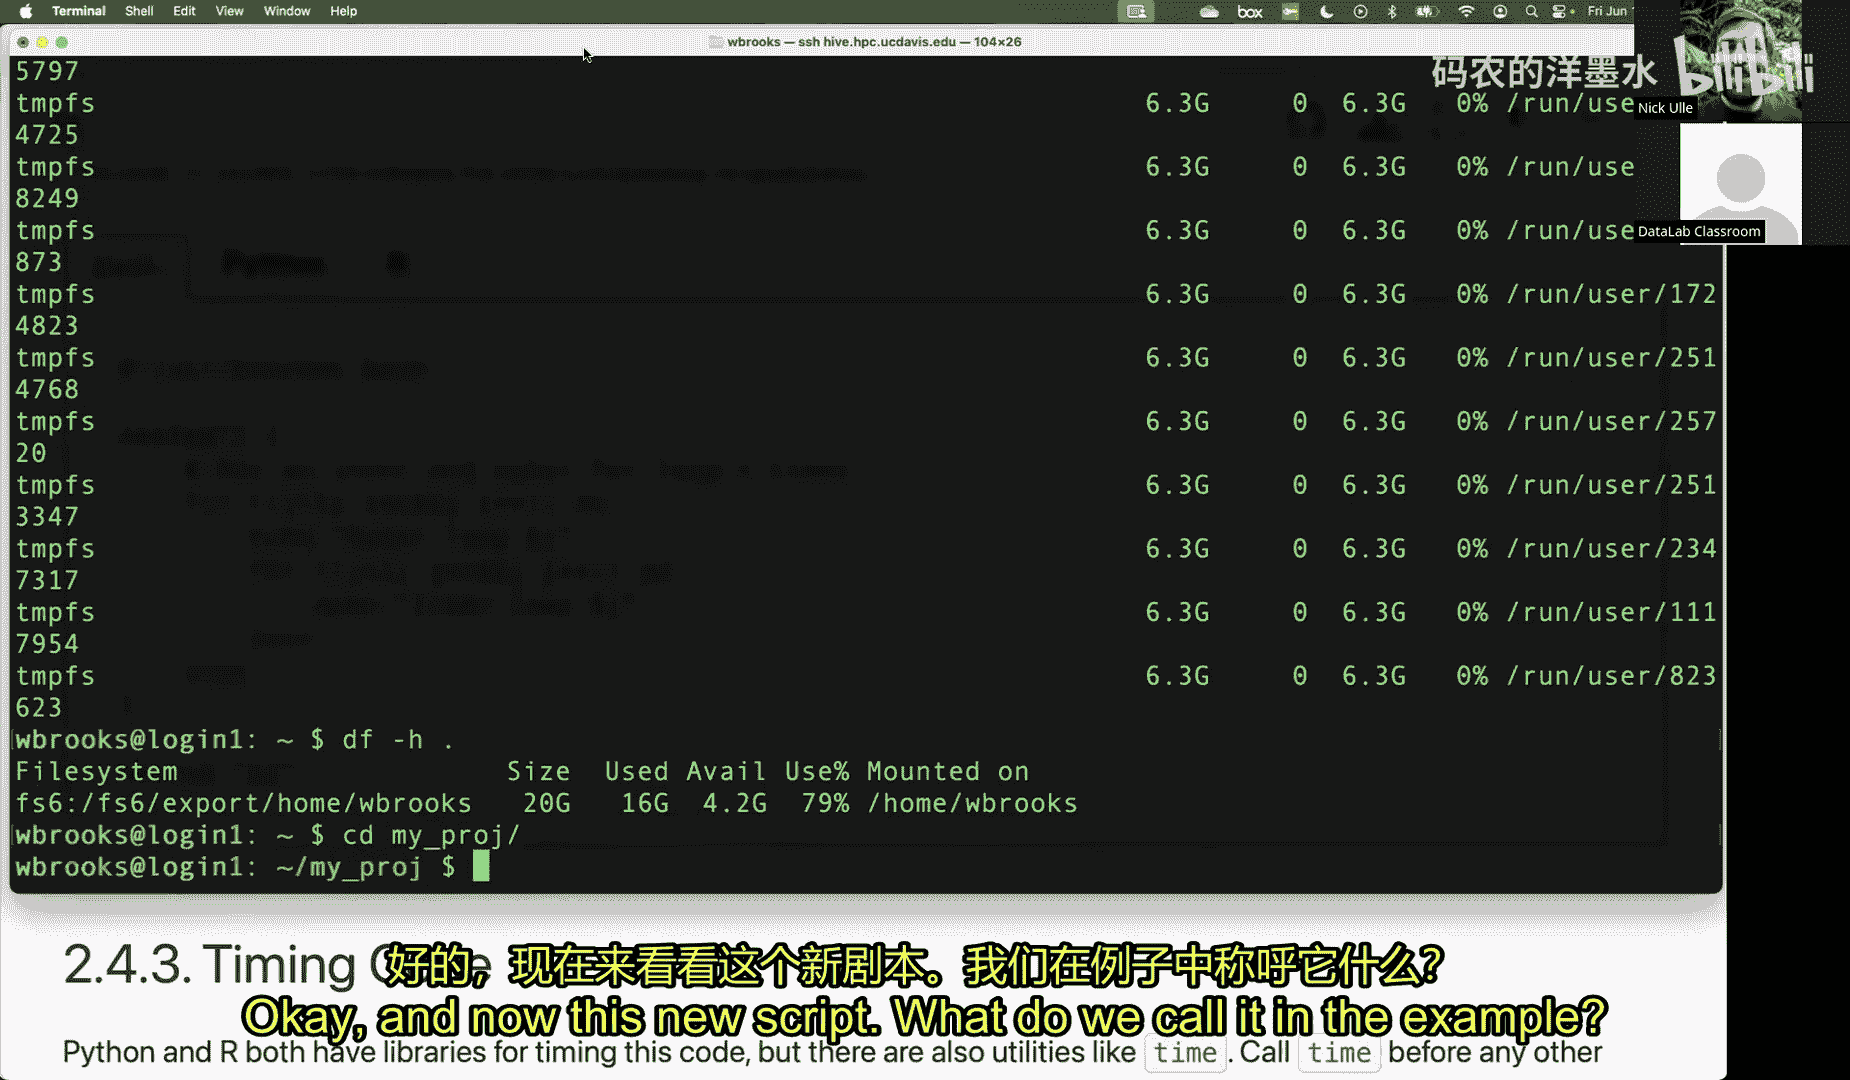 Terminal Shell Edit View Window Help box Fri Jun
wbrooks — ssh hive.hpc.ucdavis.edu — 104×26
码农的洋墨水 bilibili
Nick Ulle
DataLab Classroom
5797
tmpfs 6.3G 0 6.3G 0% /run/use
4725
tmpfs 6.3G 0 6.3G 0% /run/use
8249
tmpfs 6.3G 0 6.3G 0% /run/use
873
tmpfs 6.3G 0 6.3G 0% /run/user/172
4823
tmpfs 6.3G 0 6.3G 0% /run/user/251
4768
tmpfs 6.3G 0 6.3G 0% /run/user/257
20
tmpfs 6.3G 0 6.3G 0% /run/user/251
3347
tmpfs 6.3G 0 6.3G 0% /run/user/234
7317
tmpfs 6.3G 0 6.3G 0% /run/user/111
7954
tmpfs 6.3G 0 6.3G 0% /run/user/823
623
wbrooks@login1: ~ $ df -h .
Filesystem Size Used Avail Use% Mounted on
fs6:/fs6/export/home/wbrooks 20G 16G 4.2G 79% /home/wbrooks
wbrooks@login1: ~ $ cd my_proj/
wbrooks@login1: ~/my_proj $
2.4.3. Timing
好的，现在来看看这个新剧本。我们在例子中称呼它什么？
Okay, and now this new script. What do we call it in the example?
Python and R both have libraries for timing this code, but there are also utilities like time. Call time before any other